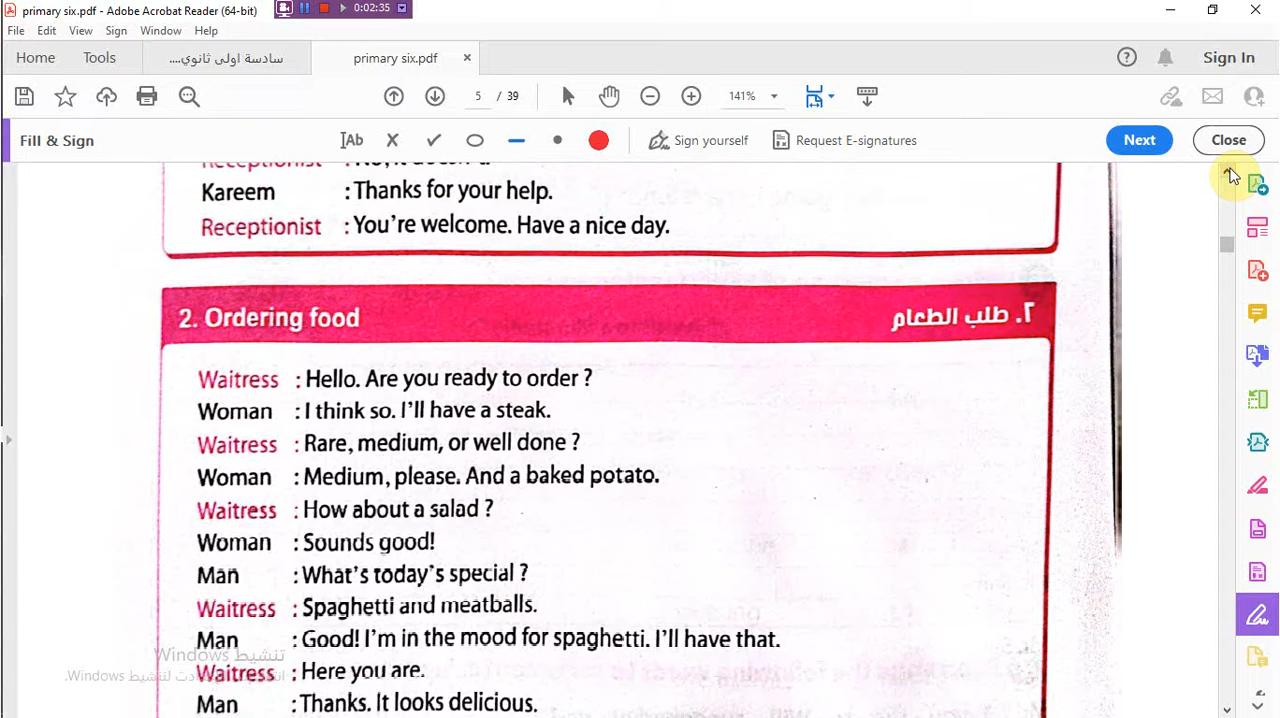 primary six.pdf - Adobe Acrobat Reader (64-bit)
0:02:35
File Edit View Sign Window Help
Home Tools سادسة اولى ثانوي.... primary six.pdf × Sign In
5 / 39 141%
Fill & Sign Ab Sign yourself Request E-signatures Next Close
Kareem : Thanks for your help.
Receptionist : You're welcome. Have a nice day.
2. Ordering food ٢. طلب الطعام
Waitress : Hello. Are you ready to order ?
Woman : I think so. I'll have a steak.
Waitress : Rare, medium, or well done ?
Woman : Medium, please. And a baked potato.
Waitress : How about a salad ?
Woman : Sounds good!
Man : What's today's special ?
Waitress : Spaghetti and meatballs.
Man : Good! I'm in the mood for spaghetti. I'll have that.
تنشيط Windows
Waitress : Here you are.
لتنشيط Windows.
Man : Thanks. It looks delicious.